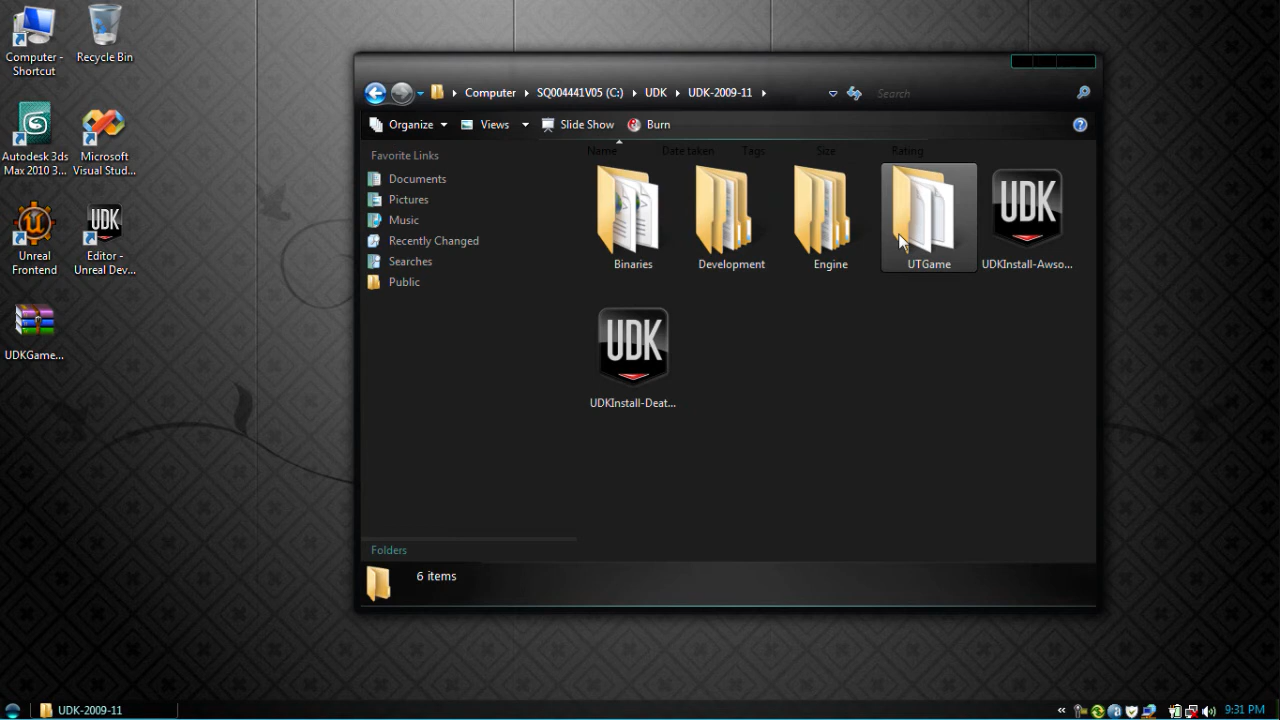 Computer - Shortcut
Recycle Bin
Autodesk 3ds Max 2010 3...
Microsoft Visual Stud...
Unreal Frontend
UDK
Editor - Unreal Dev...
UDKGame...
Computer
SQ004441V05 (C:)
UDK
UDK-2009-11
Search
Organize
Views
Slide Show
Burn
Favorite Links
Documents
Pictures
Music
Recently Changed
Searches
Public
Folders
Name
Date taken
Tags
Size
Rating
Binaries
Development
Engine
UTGame
UDK
UDKInstall-Awso...
UDK
UDKInstall-Deat...
6 items
UDK-2009-11
9:31 PM